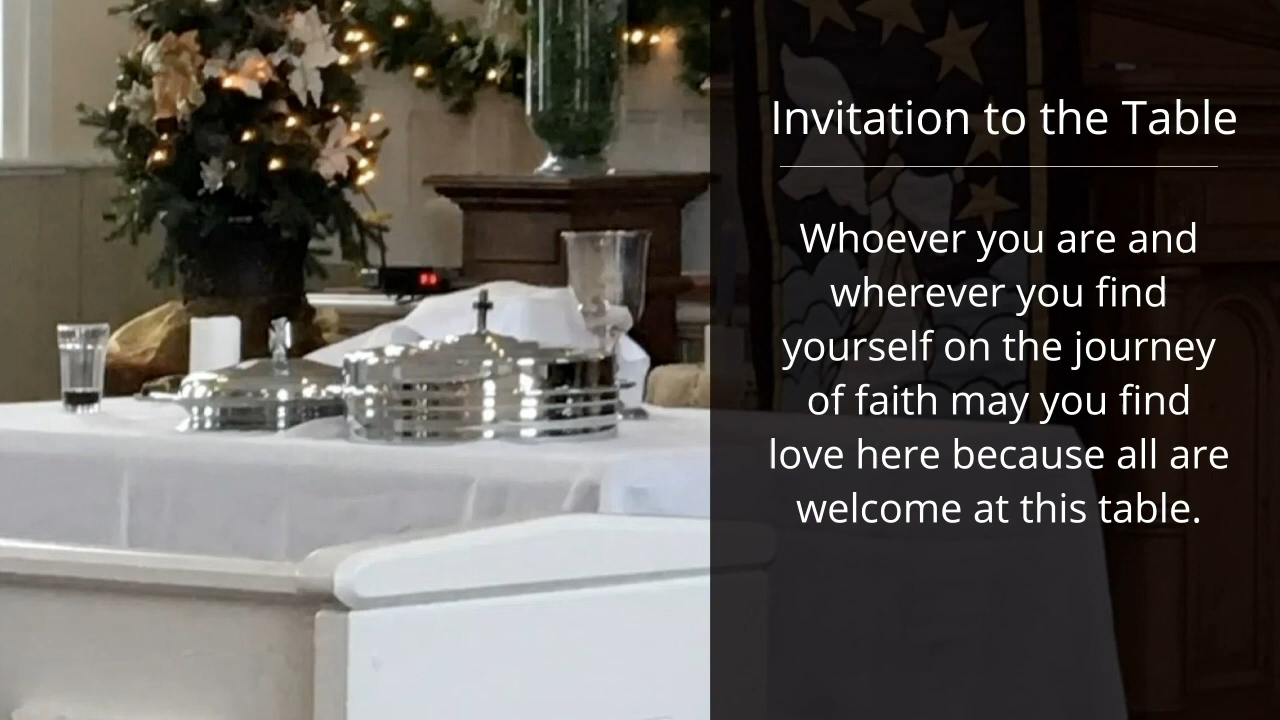 Invitation to the Table
Whoever you are and
wherever you find
yourself on the journey
of faith may you find
love here because all are
welcome at this table.